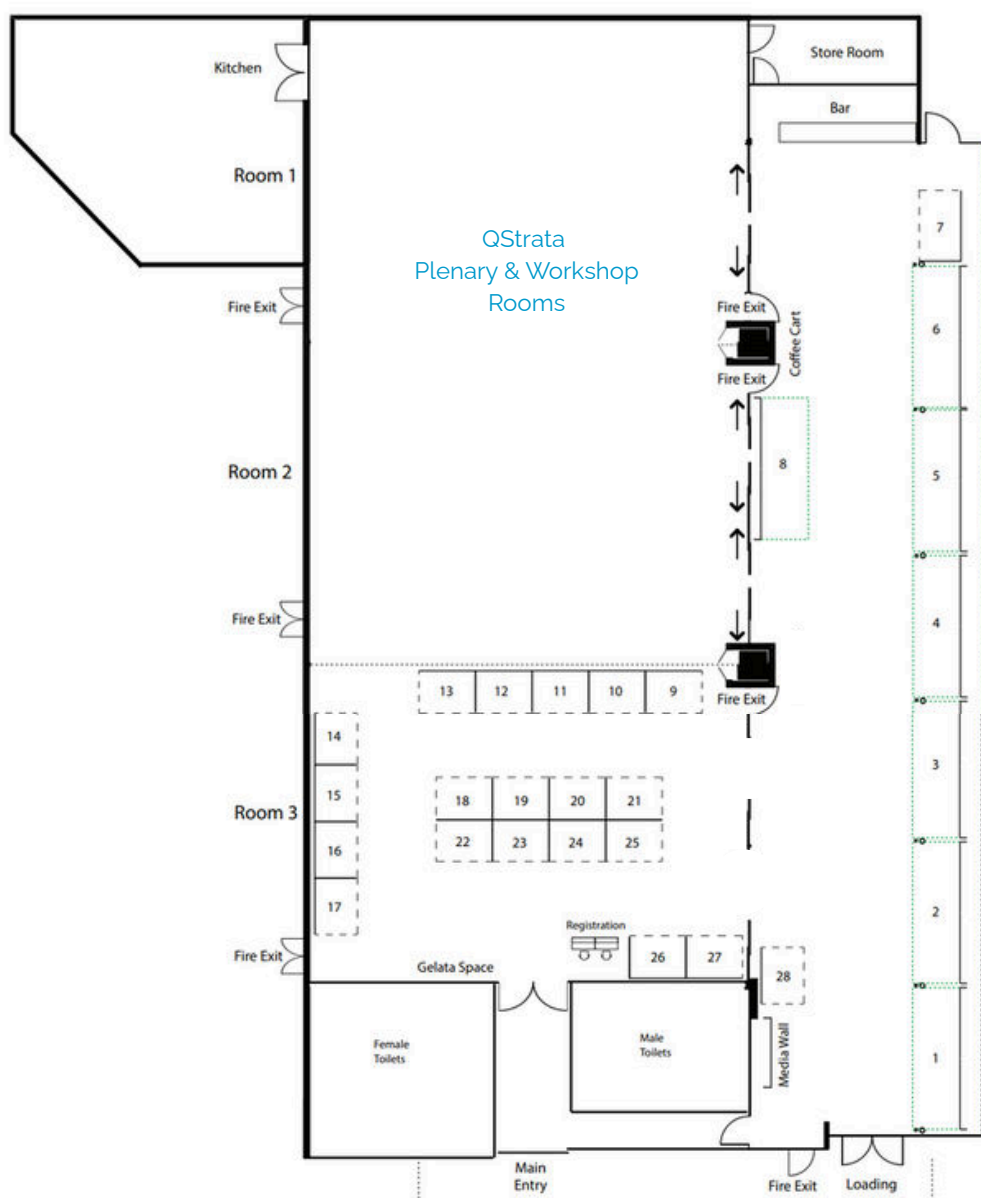 Store Room
Kitchen
Bar
Room 1
7
QStrata
Plenary & Workshop
Rooms
Fire Exit
Fire Exit
Coffee Cart
6
Fire Exit
8
Room 2
5
Fire Exit
4
13
12
11
10
9
Fire Exit
14
3
15
18
19
20
21
Room 3
16
22
23
24
25
17
2
Registration
Fire Exit
Gelata Space
26
27
28
Female
Toilets
Male
Toilets
Media Wall
1
Main
Entry
Fire Exit
Loading